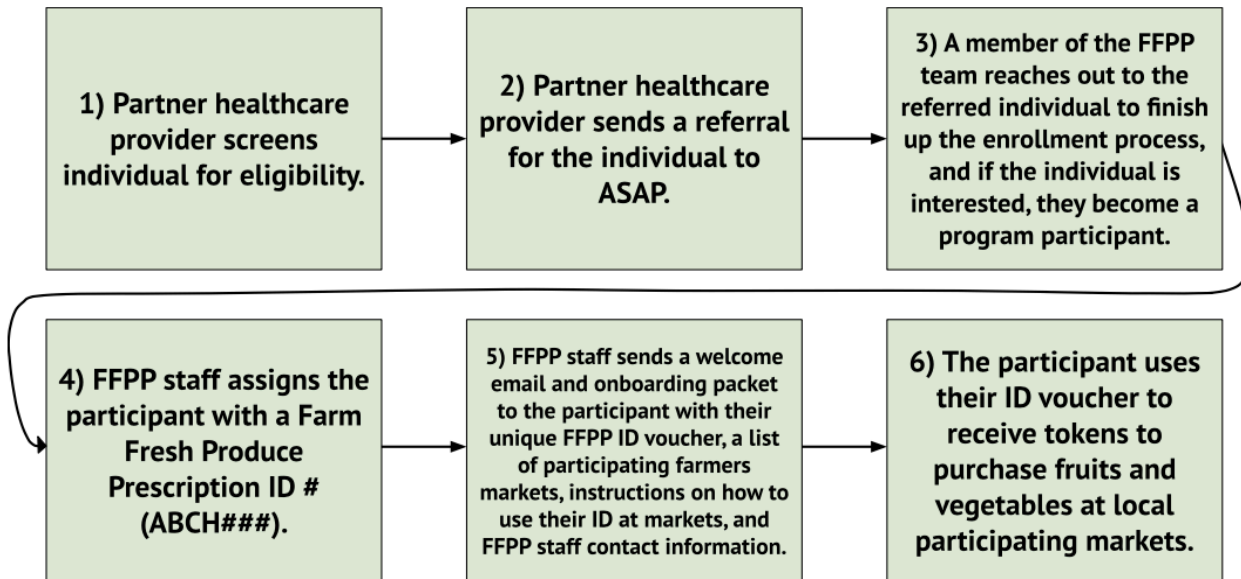 1) Partner healthcare
provider screens
individual for eligibility.
2) Partner healthcare
provider sends a referral
for the individual to
ASAP.
3) A member of the FFPP
team reaches out to the
referred individual to finish
up the enrollment process,
and if the individual is
interested, they become a
program participant.
4) FFPP staff assigns the
participant with a Farm
Fresh Produce
Prescription ID #
(ABCH###).
5) FFPP staff sends a welcome
email and onboarding packet
to the participant with their
unique FFPP ID voucher, a list
of participating farmers
markets, instructions on how to
use their ID at markets, and
FFPP staff contact information.
6) The participant uses
their ID voucher to
receive tokens to
purchase fruits and
vegetables at local
participating markets.